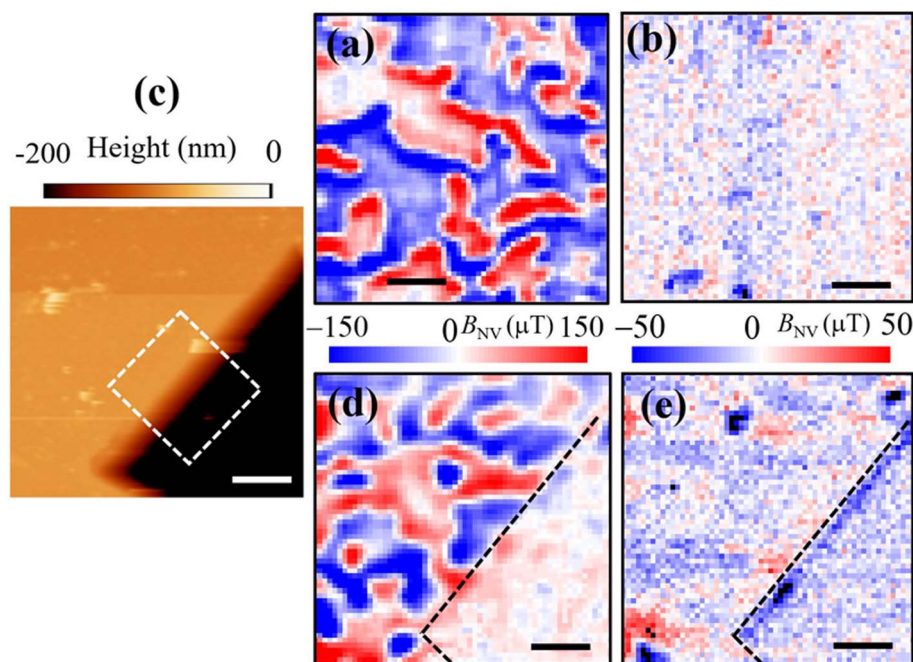 (a)
(b)
(c)
-200 Height (nm) 0
−150 0 B_NV (μT) 150
−50 0 B_NV (μT) 50
(d)
(e)